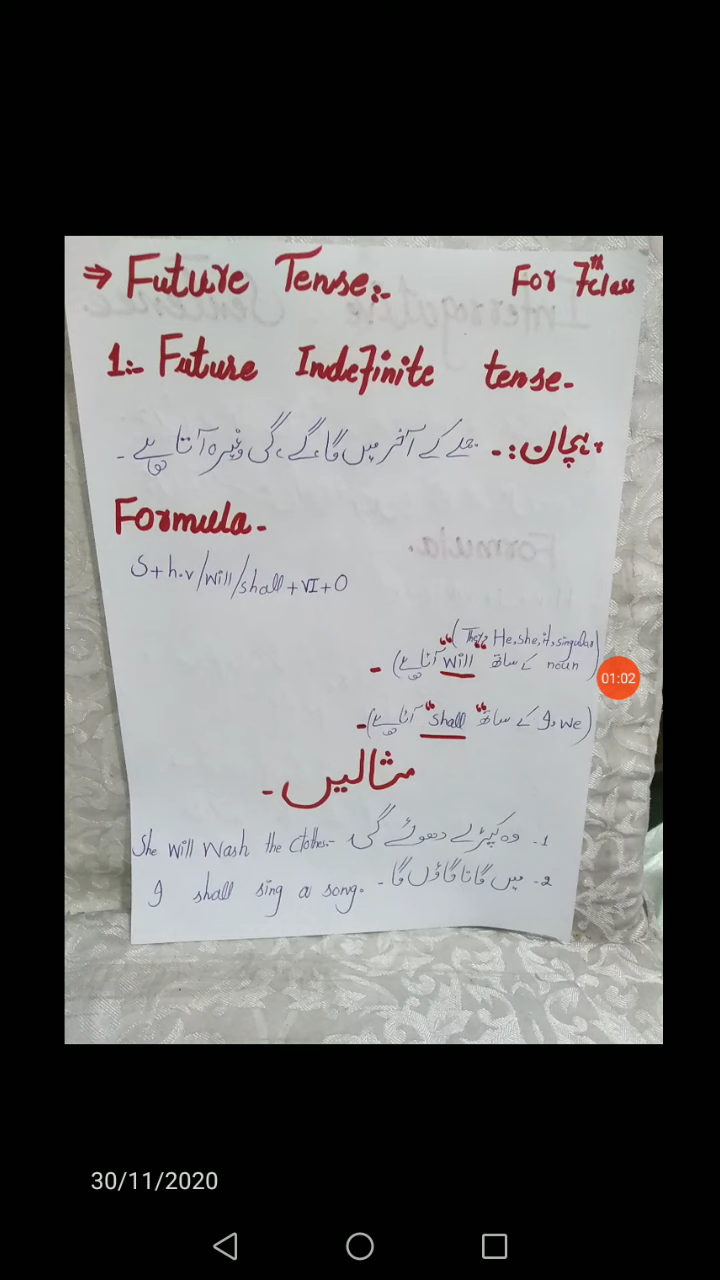 ⇒ Future Tense:- For 7th class
1:- Future Indefinite tense-
پہچان:- جملے کے آخر میں گا، گے، گی وغیرہ آتا ہے -
Formula-
S+h.v/will/shall+VI+O
( They, He, she, it, singular
noun کے ساتھ "will" آتا ہے) -
(I, we کے ساتھ "shall" آتا ہے) -
مثالیں -
1. وہ کپڑے دھوئے گی - She will wash the clothes.-
2. میں گانا گاؤں گا - I shall sing a song.
01:02
30/11/2020